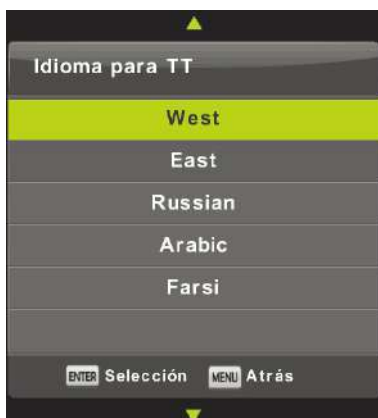 Idioma para TT
West
East
Russian
Arabic
Farsi
ENTER Selección MENU Atrás